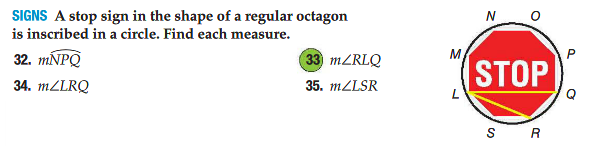 SIGNS A stop sign in the shape of a regular octagon
is inscribed in a circle. Find each measure.
32. mNPQ
33 m∠RLQ
34. m∠LRQ
35. m∠LSR
N O
M P
STOP
L Q
S R